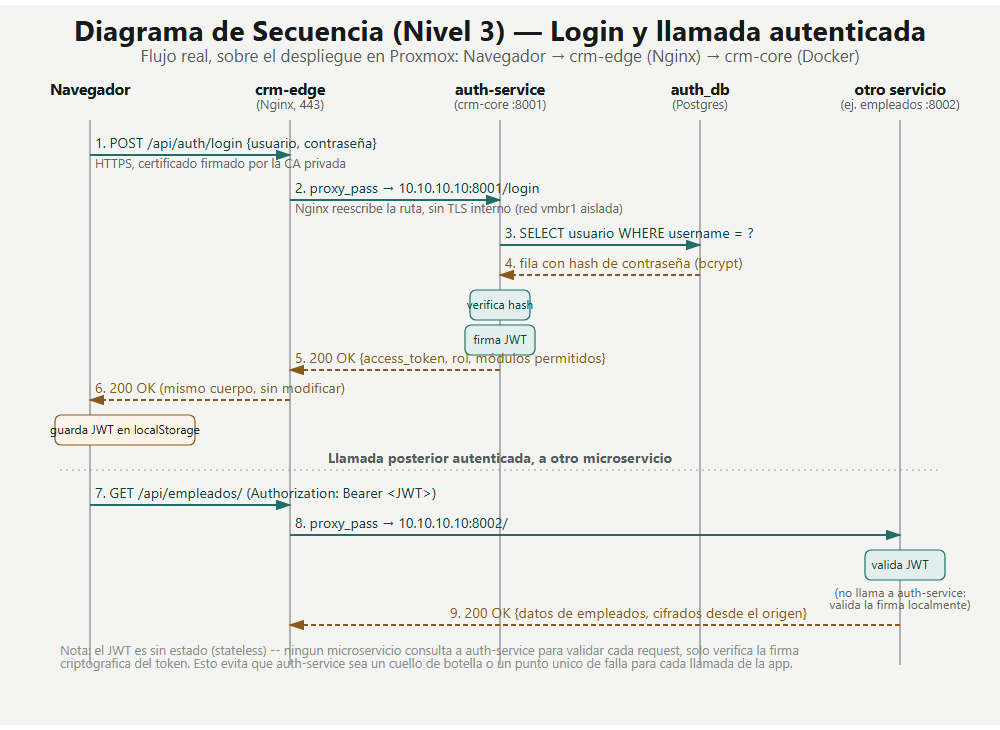 Diagrama de Secuencia (Nivel 3) — Login y llamada autenticada
Flujo real, sobre el despliegue en Proxmox: Navegador → crm-edge (Nginx) → crm-core (Docker)
Navegador
crm-edge
(Nginx, 443)
auth-service
(crm-core :8001)
auth_db
(Postgres)
otro servicio
(ej. empleados :8002)
1. POST /api/auth/login {usuario, contraseña}
HTTPS, certificado firmado por la CA privada
2. proxy_pass → 10.10.10.10:8001/login
Nginx reescribe la ruta, sin TLS interno (red vmbr1 aislada)
3. SELECT usuario WHERE username = ?
4. fila con hash de contraseña (bcrypt)
verifica hash
firma JWT
5. 200 OK {access_token, rol, módulos permitidos}
6. 200 OK (mismo cuerpo, sin modificar)
guarda JWT en localStorage
Llamada posterior autenticada, a otro microservicio
7. GET /api/empleados/ (Authorization: Bearer <JWT>)
8. proxy_pass → 10.10.10.10:8002/
valida JWT
(no llama a auth-service:
valida la firma localmente)
9. 200 OK {datos de empleados, cifrados desde el origen}
Nota: el JWT es sin estado (stateless) -- ningun microservicio consulta a auth-service para validar cada request, solo verifica la firma
criptografica del token. Esto evita que auth-service sea un cuello de botella o un punto unico de falla para cada llamada de la app.